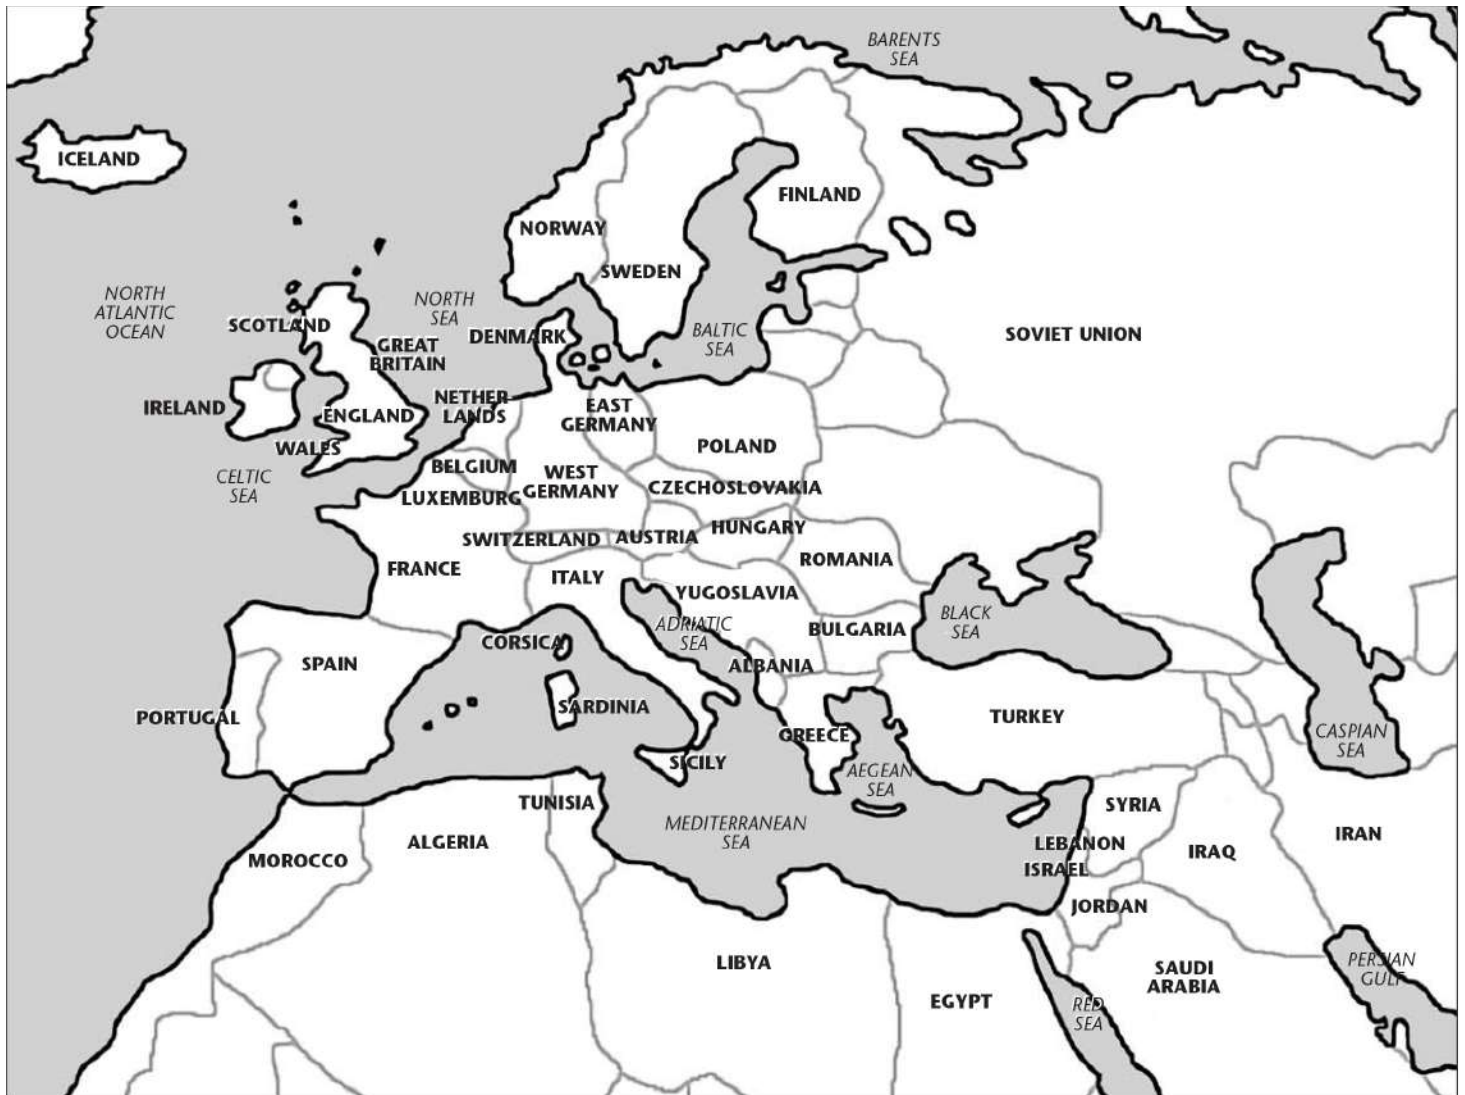 BARENTS
SEA
ICELAND
FINLAND
NORWAY
SWEDEN
NORTH
ATLANTIC
OCEAN
NORTH
SEA
SCOTLAND
DENMARK
BALTIC
SEA
SOVIET UNION
GREAT
BRITAIN
IRELAND
ENGLAND
NETHER-
LANDS
EAST
GERMANY
WALES
POLAND
CELTIC
SEA
BELGIUM
WEST
GERMANY
LUXEMBURG
CZECHOSLOVAKIA
SWITZERLAND
AUSTRIA
HUNGARY
FRANCE
ITALY
ROMANIA
YUGOSLAVIA
ADRIATIC
SEA
BULGARIA
BLACK
SEA
CORSICA
SPAIN
ALBANIA
PORTUGAL
SARDINIA
GREECE
TURKEY
CASPIAN
SEA
SICILY
AEGEAN
SEA
TUNISIA
SYRIA
MEDITERRANEAN
SEA
ALGERIA
LEBANON
IRAN
MOROCCO
IRAQ
ISRAEL
JORDAN
LIBYA
SAUDI
ARABIA
PERSIAN
GULF
EGYPT
RED
SEA